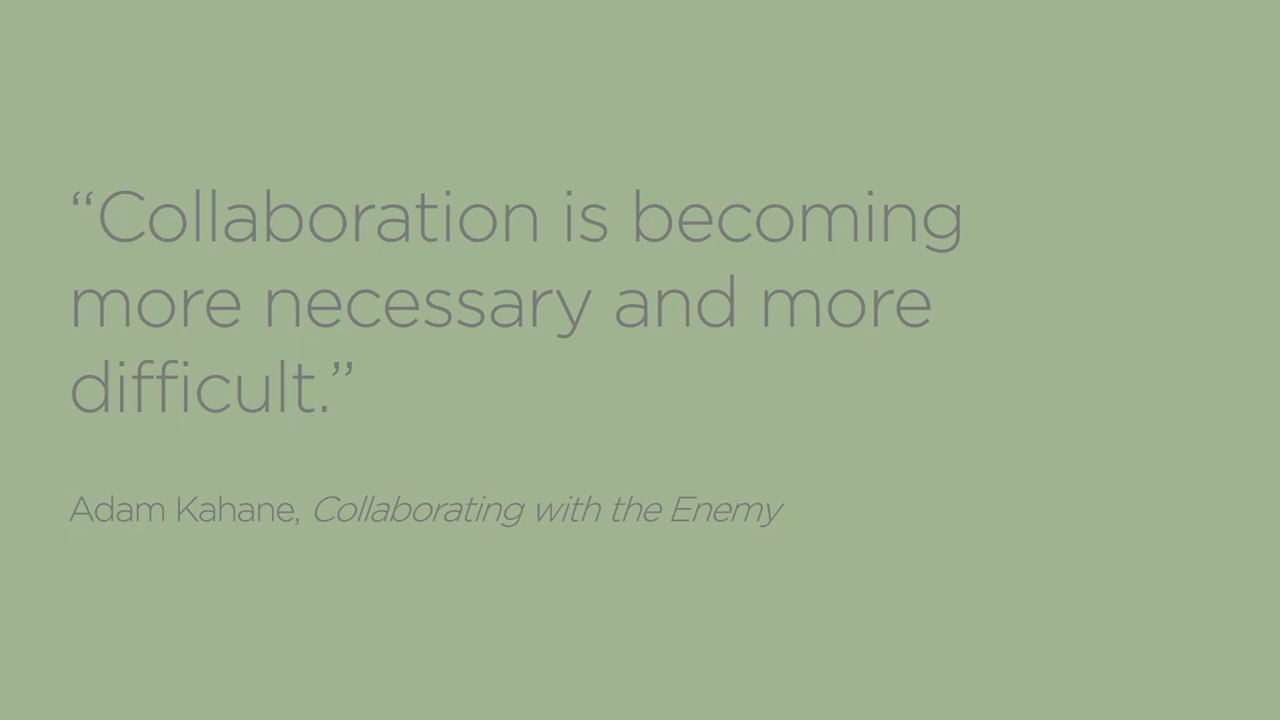 “Collaboration is becoming
more necessary and more
difficult.”
Adam Kahane, Collaborating with the Enemy